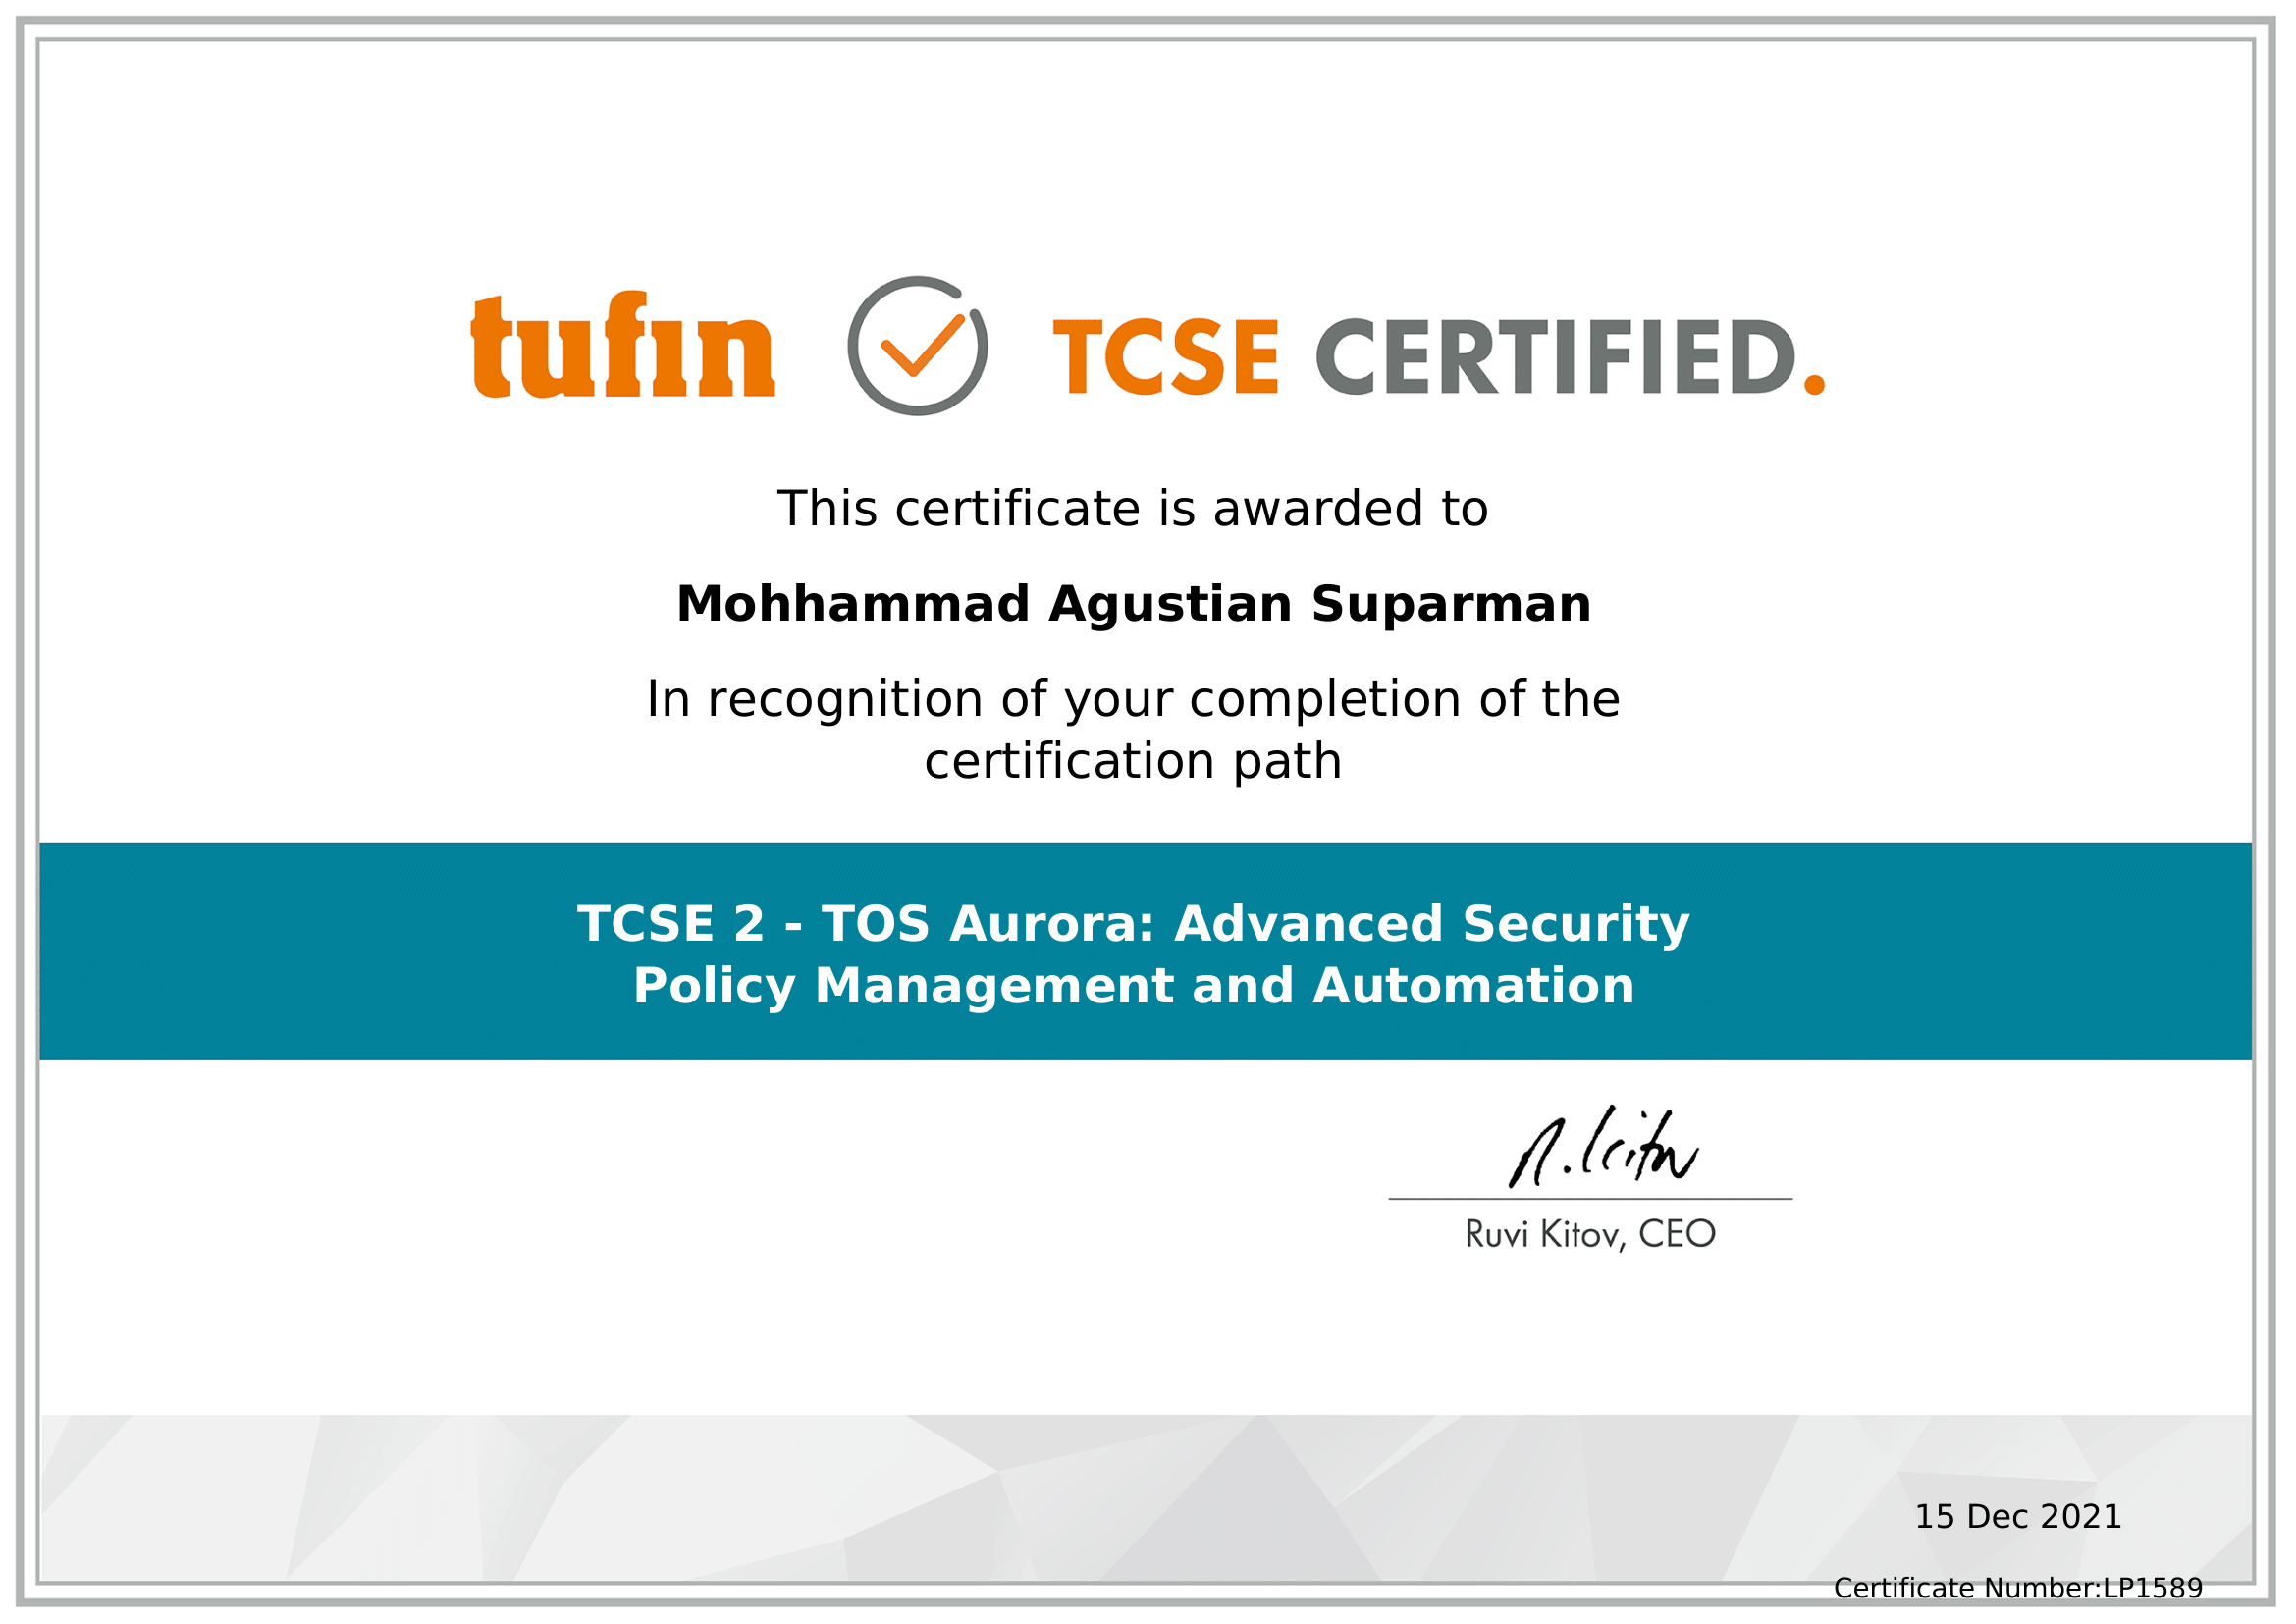 tufin TCSE CERTIFIED.
This certificate is awarded to
Mohhammad Agustian Suparman
In recognition of your completion of the
certification path
TCSE 2 - TOS Aurora: Advanced Security
Policy Management and Automation
R. Kitov
Ruvi Kitov, CEO
15 Dec 2021
Certificate Number:LP1589